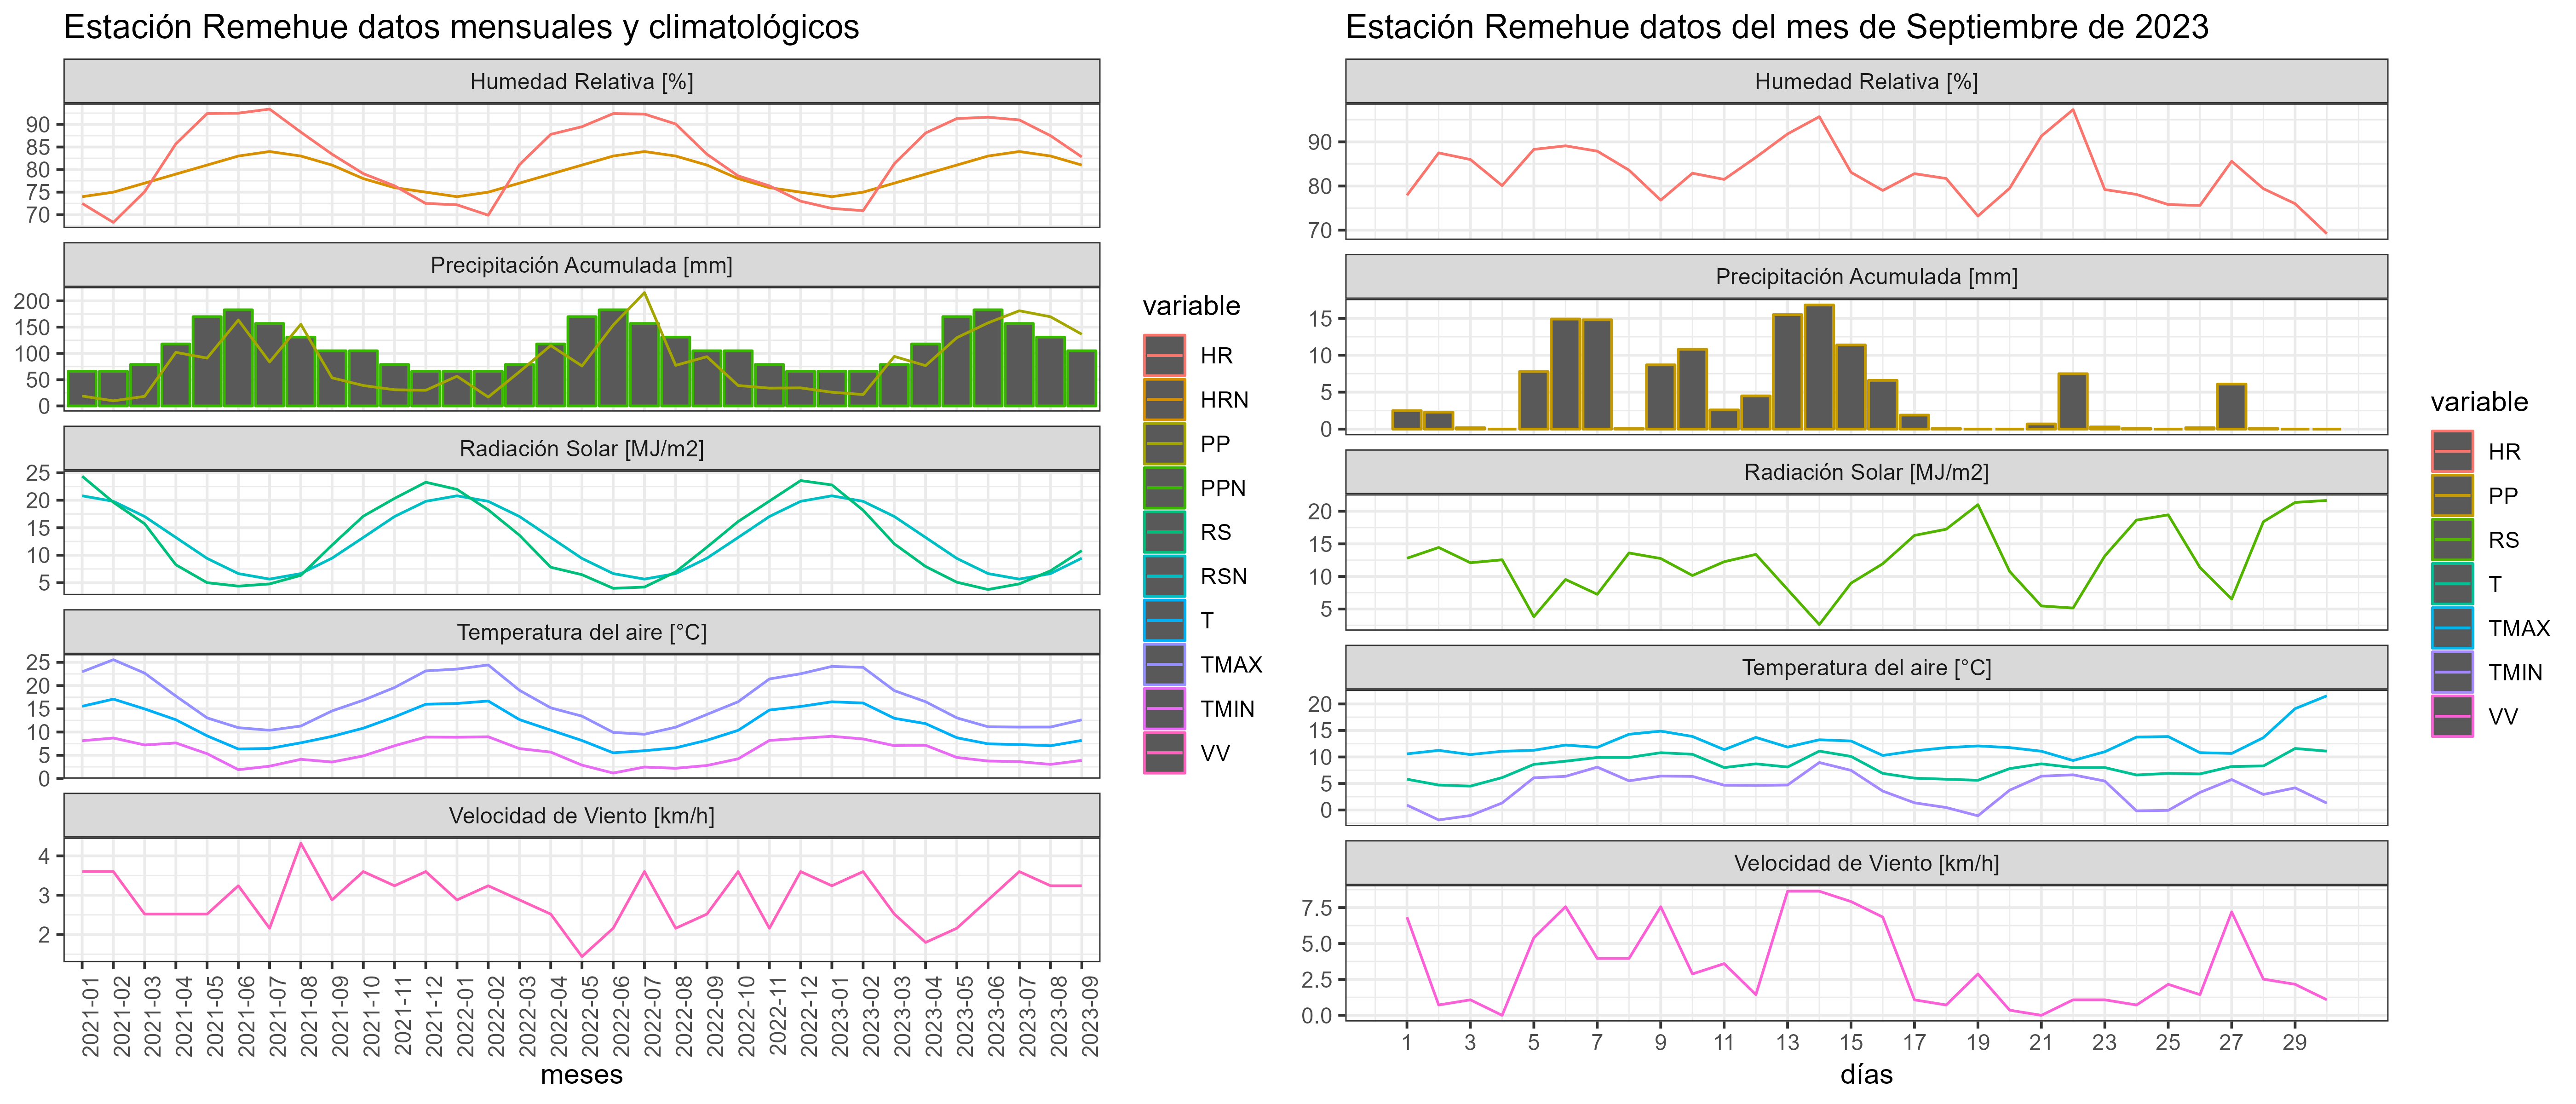 Estación Remehue datos mensuales y climatológicos
Humedad Relativa [%]
90
85
80
75
70
Precipitación Acumulada [mm]
200
150
100
50
0
Radiación Solar [MJ/m2]
25
20
15
10
5
Temperatura del aire [°C]
25
20
15
10
5
0
Velocidad de Viento [km/h]
4
3
2
2021-01
2021-02
2021-03
2021-04
2021-05
2021-06
2021-07
2021-08
2021-09
2021-10
2021-11
2021-12
2022-01
2022-02
2022-03
2022-04
2022-05
2022-06
2022-07
2022-08
2022-09
2022-10
2022-11
2022-12
2023-01
2023-02
2023-03
2023-04
2023-05
2023-06
2023-07
2023-08
2023-09
meses
variable
HR
HRN
PP
PPN
RS
RSN
T
TMAX
TMIN
VV
Estación Remehue datos del mes de Septiembre de 2023
Humedad Relativa [%]
90
80
70
Precipitación Acumulada [mm]
15
10
5
0
Radiación Solar [MJ/m2]
20
15
10
5
Temperatura del aire [°C]
20
15
10
5
0
Velocidad de Viento [km/h]
7.5
5.0
2.5
0.0
1 3 5 7 9 11 13 15 17 19 21 23 25 27 29
días
variable
HR
PP
RS
T
TMAX
TMIN
VV